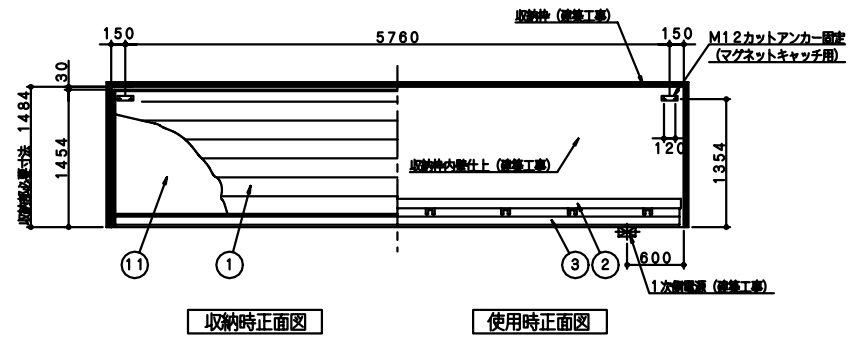 収納枠（建築工事）
150
5760
150
M12カットアンカー固定
（マグネットキャッチ用）
30
収納部必要寸法 1484
1454
120
1354
収納枠内壁仕上（建築工事）
11
1
3
2
600
1次側電源（建築工事）
収納時正面図
使用時正面図